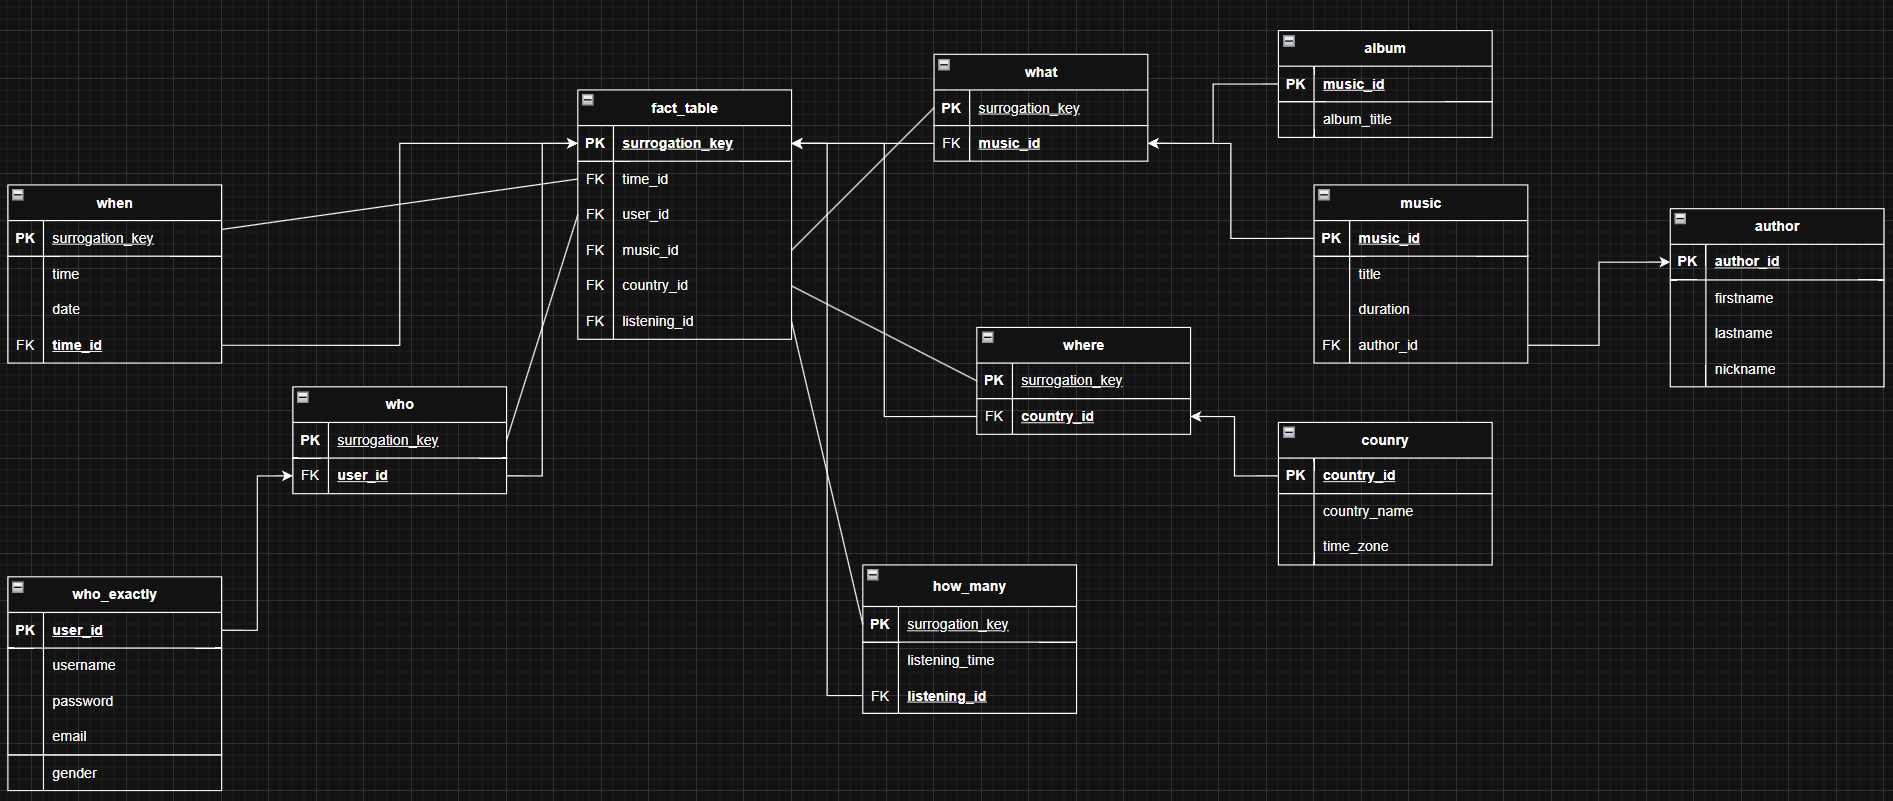 when
PK surrogation_key
time
date
FK time_id
who
PK surrogation_key
FK user_id
who_exactly
PK user_id
username
password
email
gender
fact_table
PK surrogation_key
FK time_id
FK user_id
FK music_id
FK country_id
FK listening_id
what
PK surrogation_key
FK music_id
where
PK surrogation_key
FK country_id
how_many
PK surrogation_key
listening_time
FK listening_id
album
PK music_id
album_title
music
PK music_id
title
duration
FK author_id
counry
PK country_id
country_name
time_zone
author
PK author_id
firstname
lastname
nickname